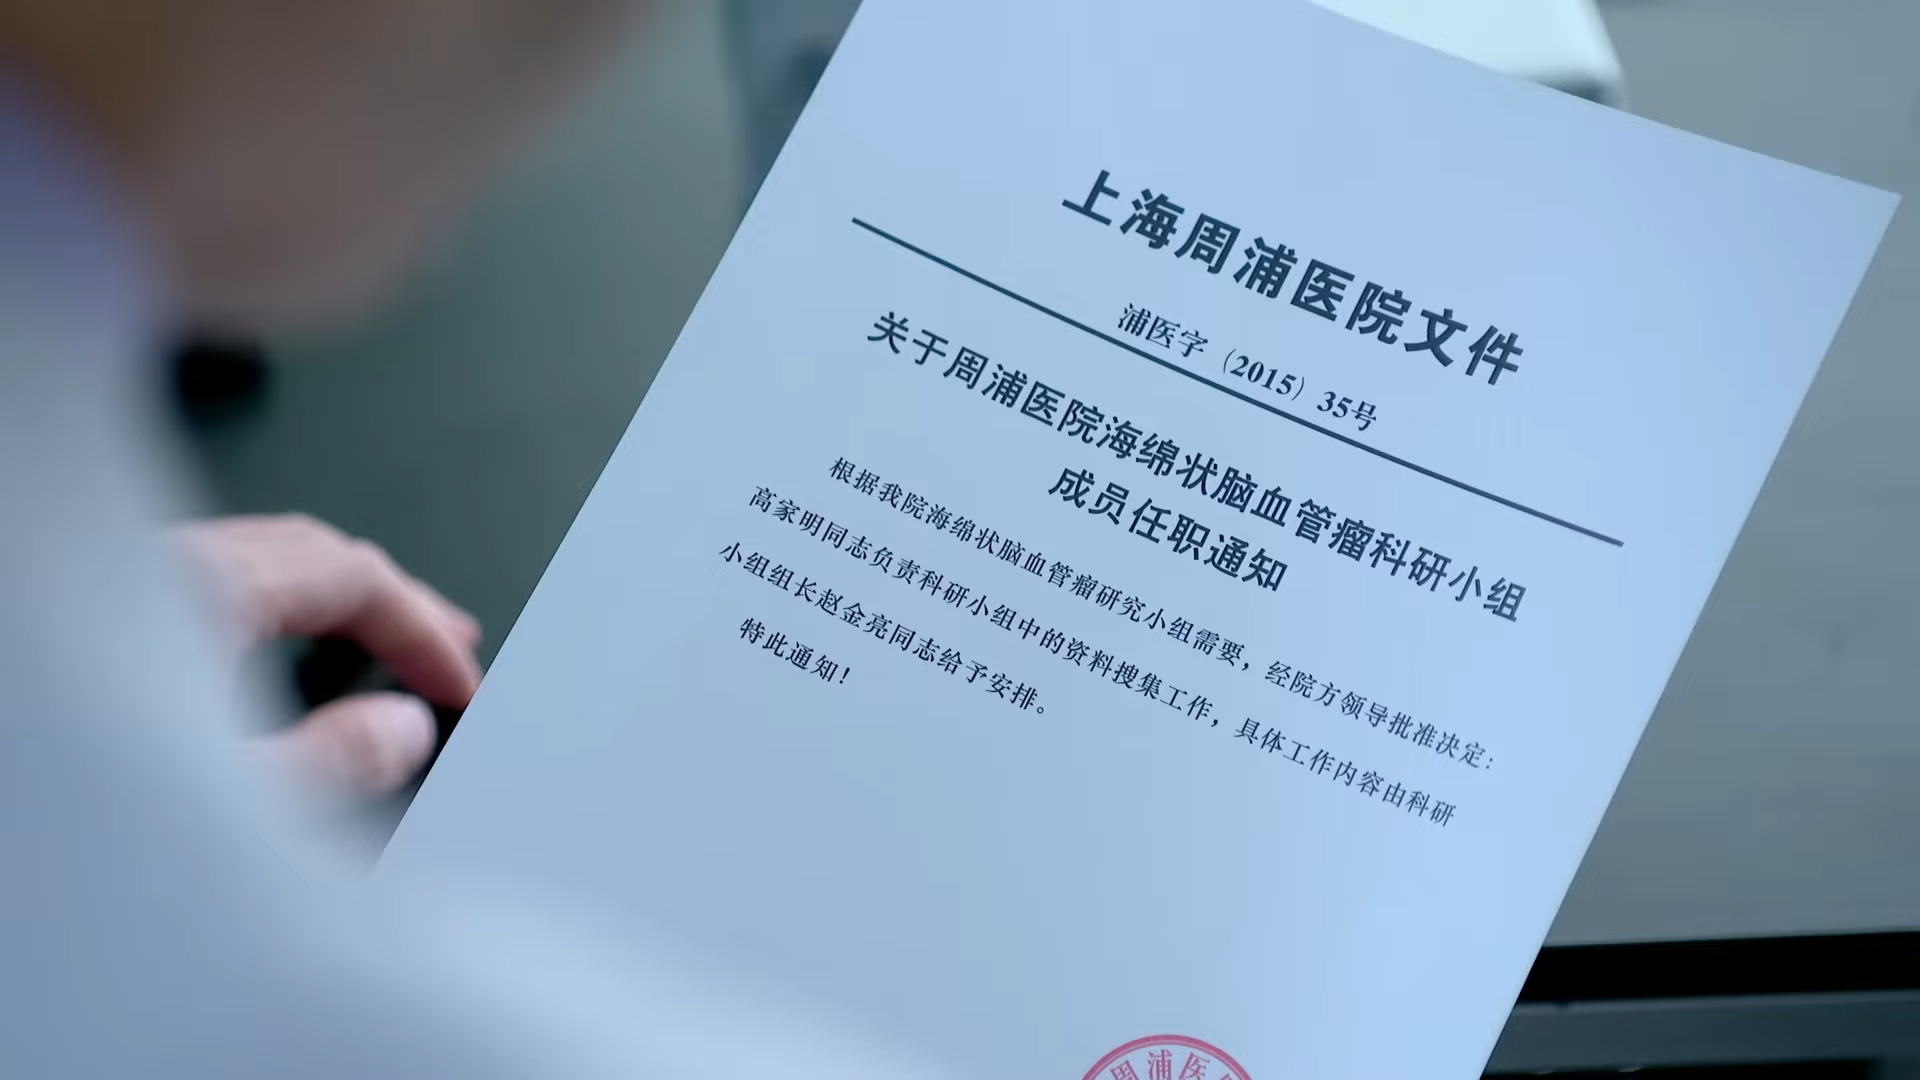 上海周浦医院文件
浦医字（2015）35号
关于周浦医院海绵状脑血管瘤科研小组
成员任职通知
根据我院海绵状脑血管瘤研究小组需要，经院方领导批准决定：
高家明同志负责科研小组中的资料搜集工作，具体工作内容由科研
小组组长赵金亮同志给予安排。
特此通知！
周浦医